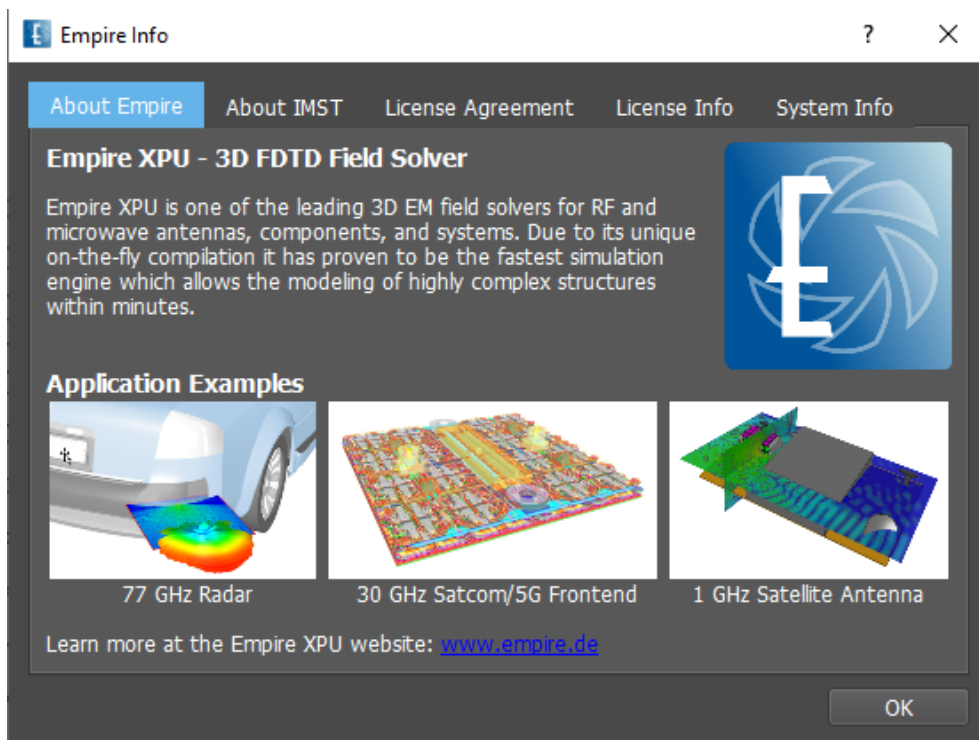 Empire Info
?
About Empire
About IMST
License Agreement
License Info
System Info
Empire XPU - 3D FDTD Field Solver
Empire XPU is one of the leading 3D EM field solvers for RF and
microwave antennas, components, and systems. Due to its unique
on-the-fly compilation it has proven to be the fastest simulation
engine which allows the modeling of highly complex structures
within minutes.
Application Examples
77 GHz Radar
30 GHz Satcom/5G Frontend
1 GHz Satellite Antenna
Learn more at the Empire XPU website: www.empire.de
OK